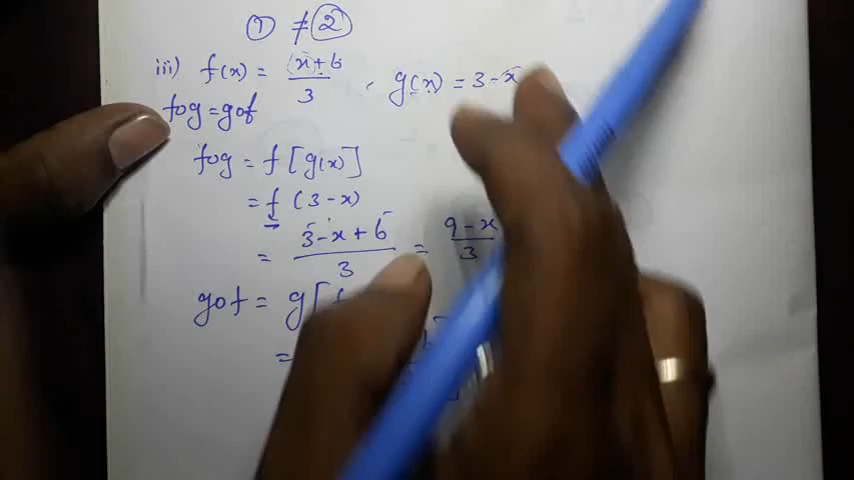 ① ≠ ②
iii) f(x) = (x+6)/3 , g(x) = 3-x
fog = gof
fog = f[g(x)]
= f (3-x)
= (3-x+6)/3 = (9-x)/3
gof = g[f
=